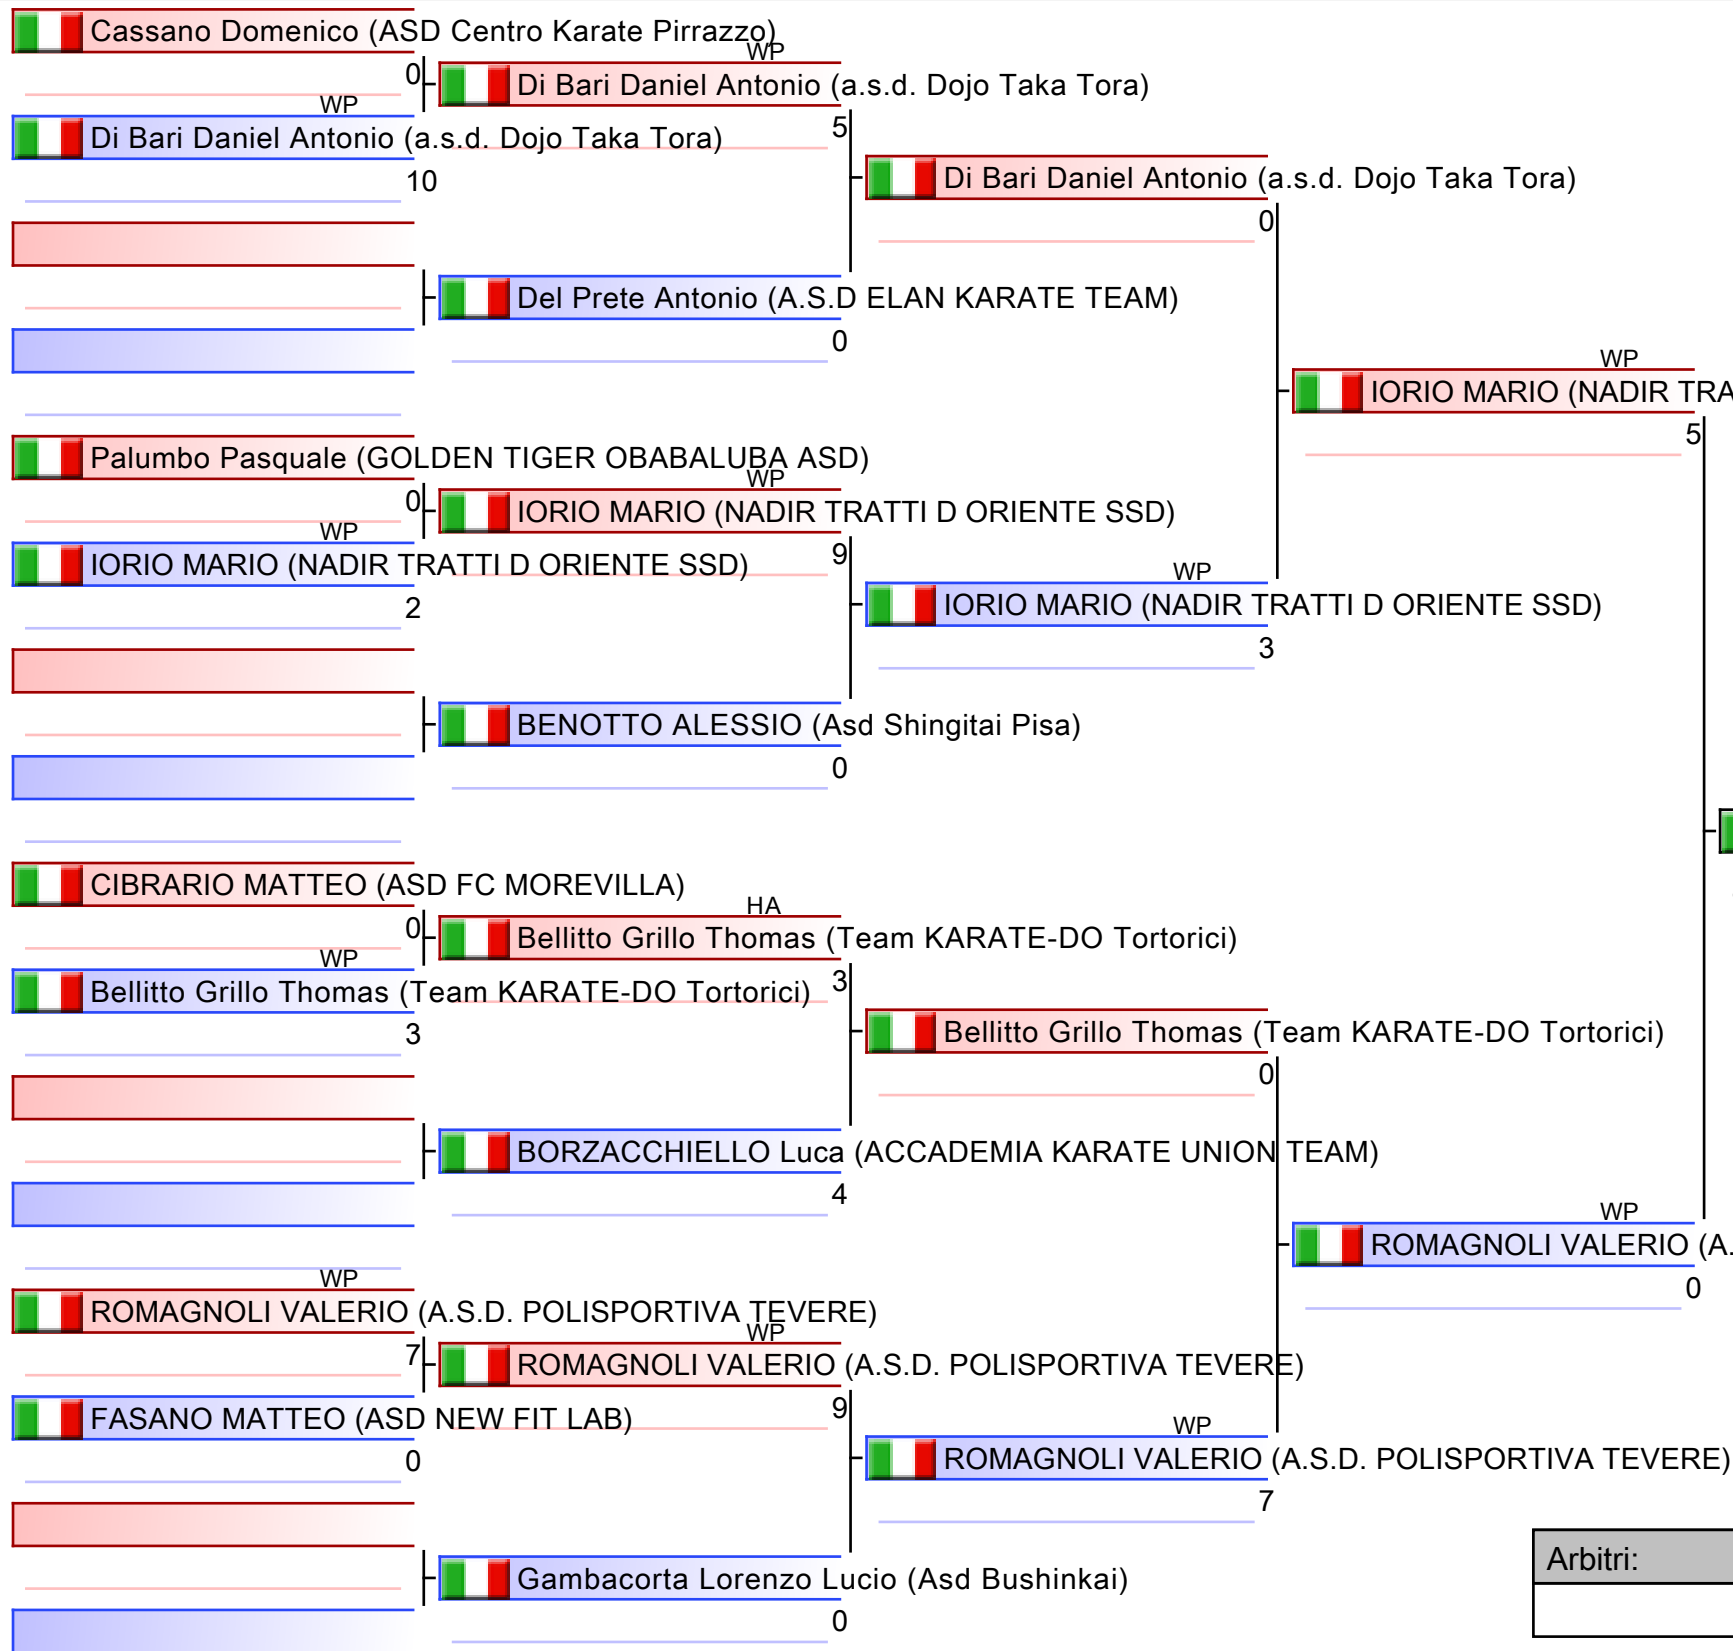 Cassano Domenico (ASD Centro Karate Pirrazzo)
0
WP
Di Bari Daniel Antonio (a.s.d. Dojo Taka Tora)
10
WP
Di Bari Daniel Antonio (a.s.d. Dojo Taka Tora)
5
Del Prete Antonio (A.S.D ELAN KARATE TEAM)
0
Di Bari Daniel Antonio (a.s.d. Dojo Taka Tora)
0
Palumbo Pasquale (GOLDEN TIGER OBABALUBA ASD)
0
WP
IORIO MARIO (NADIR TRATTI D ORIENTE SSD)
2
WP
IORIO MARIO (NADIR TRATTI D ORIENTE SSD)
9
BENOTTO ALESSIO (Asd Shingitai Pisa)
0
WP
IORIO MARIO (NADIR TRATTI D ORIENTE SSD)
3
WP
IORIO MARIO (NADIR TRA
5
CIBRARIO MATTEO (ASD FC MOREVILLA)
0
WP
Bellitto Grillo Thomas (Team KARATE-DO Tortorici)
3
HA
Bellitto Grillo Thomas (Team KARATE-DO Tortorici)
3
BORZACCHIELLO Luca (ACCADEMIA KARATE UNION TEAM)
4
Bellitto Grillo Thomas (Team KARATE-DO Tortorici)
0
WP
ROMAGNOLI VALERIO (A.S.D. POLISPORTIVA TEVERE)
7
FASANO MATTEO (ASD NEW FIT LAB)
0
WP
ROMAGNOLI VALERIO (A.S.D. POLISPORTIVA TEVERE)
9
Gambacorta Lorenzo Lucio (Asd Bushinkai)
0
WP
ROMAGNOLI VALERIO (A.S.D. POLISPORTIVA TEVERE)
7
WP
ROMAGNOLI VALERIO (A.
0
Arbitri: